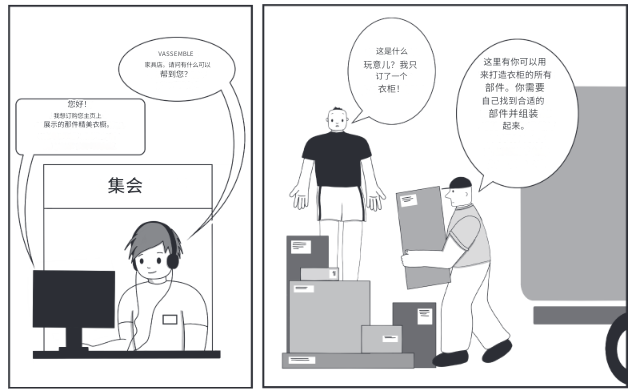 VASSEMBLE
家具店，请问有什么可以
帮到您？
您好！
我想订购您主页上
展示的那件精美衣橱。
集会
这是什么
玩意儿？我只
订了一个
衣柜！
这里有你可以用
来打造衣柜的所有
部件。你需要
自己找到合适的
部件并组装
起来。